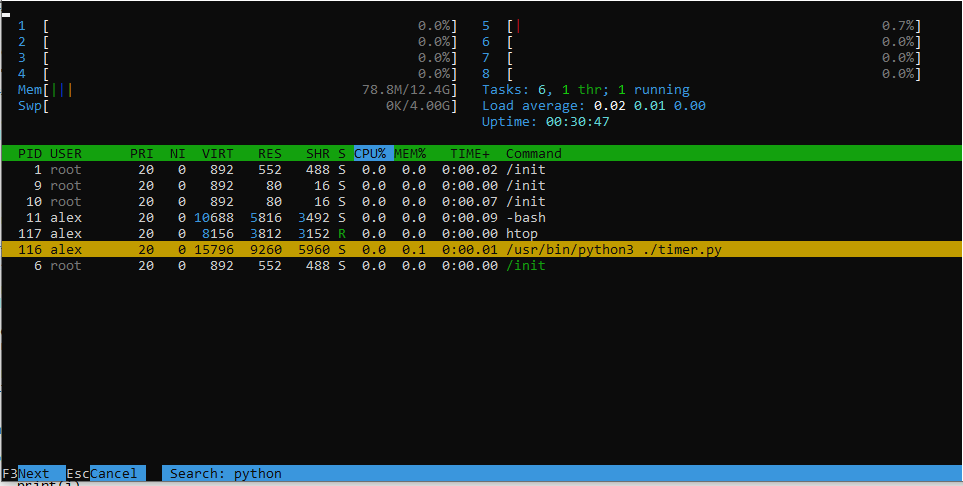 1 [ 0.0%] 5 [| 0.7%]
2 [ 0.0%] 6 [ 0.0%]
3 [ 0.0%] 7 [ 0.0%]
4 [ 0.0%] 8 [ 0.0%]
Mem[||| 78.8M/12.4G] Tasks: 6, 1 thr; 1 running
Swp[ 0K/4.00G] Load average: 0.02 0.01 0.00
Uptime: 00:30:47
PID USER PRI NI VIRT RES SHR S CPU% MEM% TIME+ Command
1 root 20 0 892 552 488 S 0.0 0.0 0:00.02 /init
9 root 20 0 892 80 16 S 0.0 0.0 0:00.00 /init
10 root 20 0 892 80 16 S 0.0 0.0 0:00.07 /init
11 alex 20 0 10688 5816 3492 S 0.0 0.0 0:00.09 -bash
117 alex 20 0 8156 3812 3152 R 0.0 0.0 0:00.00 htop
116 alex 20 0 15796 9260 5960 S 0.0 0.1 0:00.01 /usr/bin/python3 ./timer.py
6 root 20 0 892 552 488 S 0.0 0.0 0:00.00 /init
F3Next EscCancel Search: python
print(i)